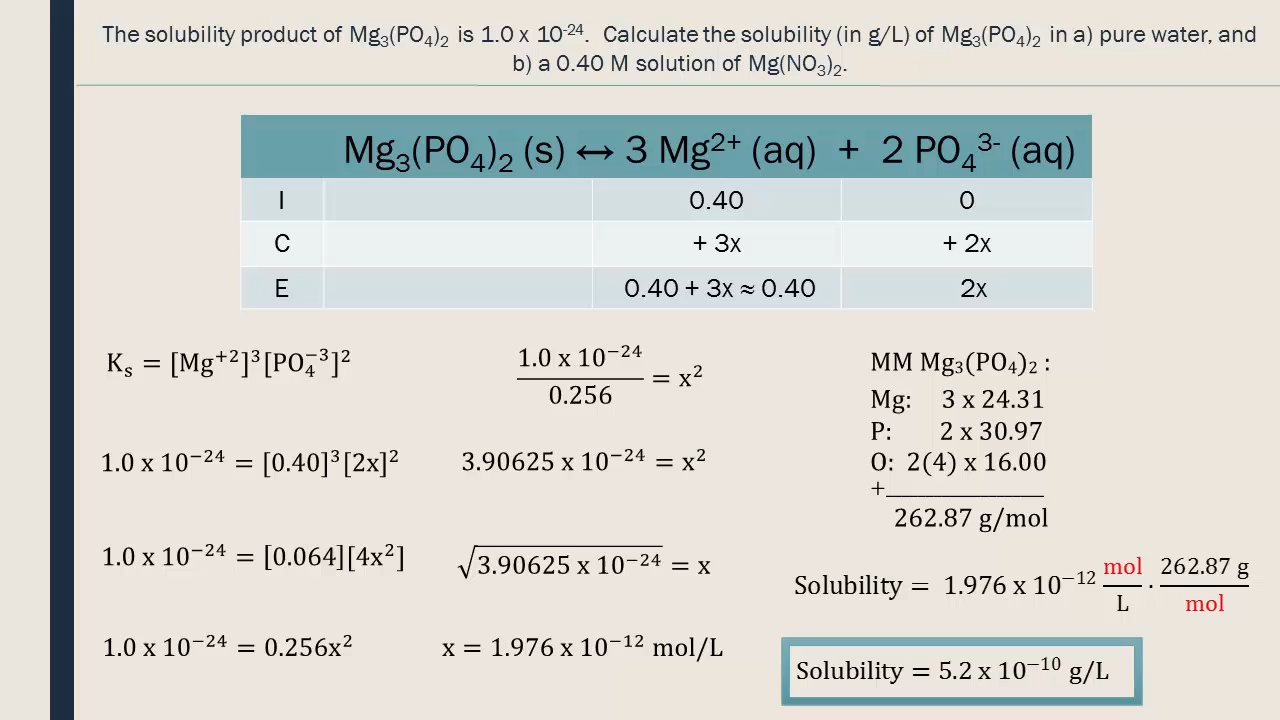 The solubility product of Mg₃(PO₄)₂ is 1.0 x 10⁻²⁴. Calculate the solubility (in g/L) of Mg₃(PO₄)₂ in a) pure water, and
b) a 0.40 M solution of Mg(NO₃)₂.
Mg₃(PO₄)₂ (s) ↔ 3 Mg²⁺ (aq) + 2 PO₄³⁻ (aq)
I 0.40 0
C + 3x + 2x
E 0.40 + 3x ≈ 0.40 2x
Kₛ = [Mg⁺²]³[PO₄⁻³]²
1.0 x 10⁻²⁴ = [0.40]³[2x]²
1.0 x 10⁻²⁴ = [0.064][4x²]
1.0 x 10⁻²⁴ = 0.256x²
1.0 x 10⁻²⁴
0.256
= x²
3.90625 x 10⁻²⁴ = x²
√3.90625 x 10⁻²⁴ = x
x = 1.976 x 10⁻¹² mol/L
MM Mg₃(PO₄)₂ :
Mg: 3 x 24.31
P: 2 x 30.97
O: 2(4) x 16.00
+
262.87 g/mol
Solubility = 1.976 x 10⁻¹² mol/L · 262.87 g/mol
Solubility = 5.2 x 10⁻¹⁰ g/L